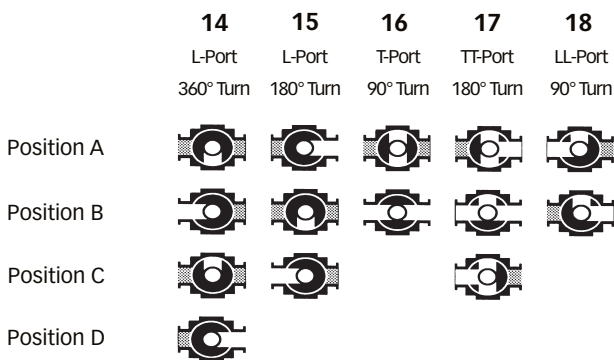 14 15 16 17 18
L-Port L-Port T-Port TT-Port LL-Port
360° Turn 180° Turn 90° Turn 180° Turn 90° Turn
Position A
Position B
Position C
Position D